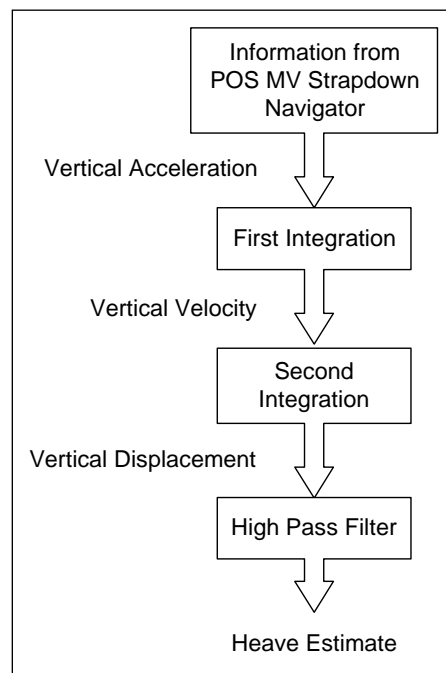 Information from
POS MV Strapdown
Navigator
Vertical Acceleration
First Integration
Vertical Velocity
Second
Integration
Vertical Displacement
High Pass Filter
Heave Estimate